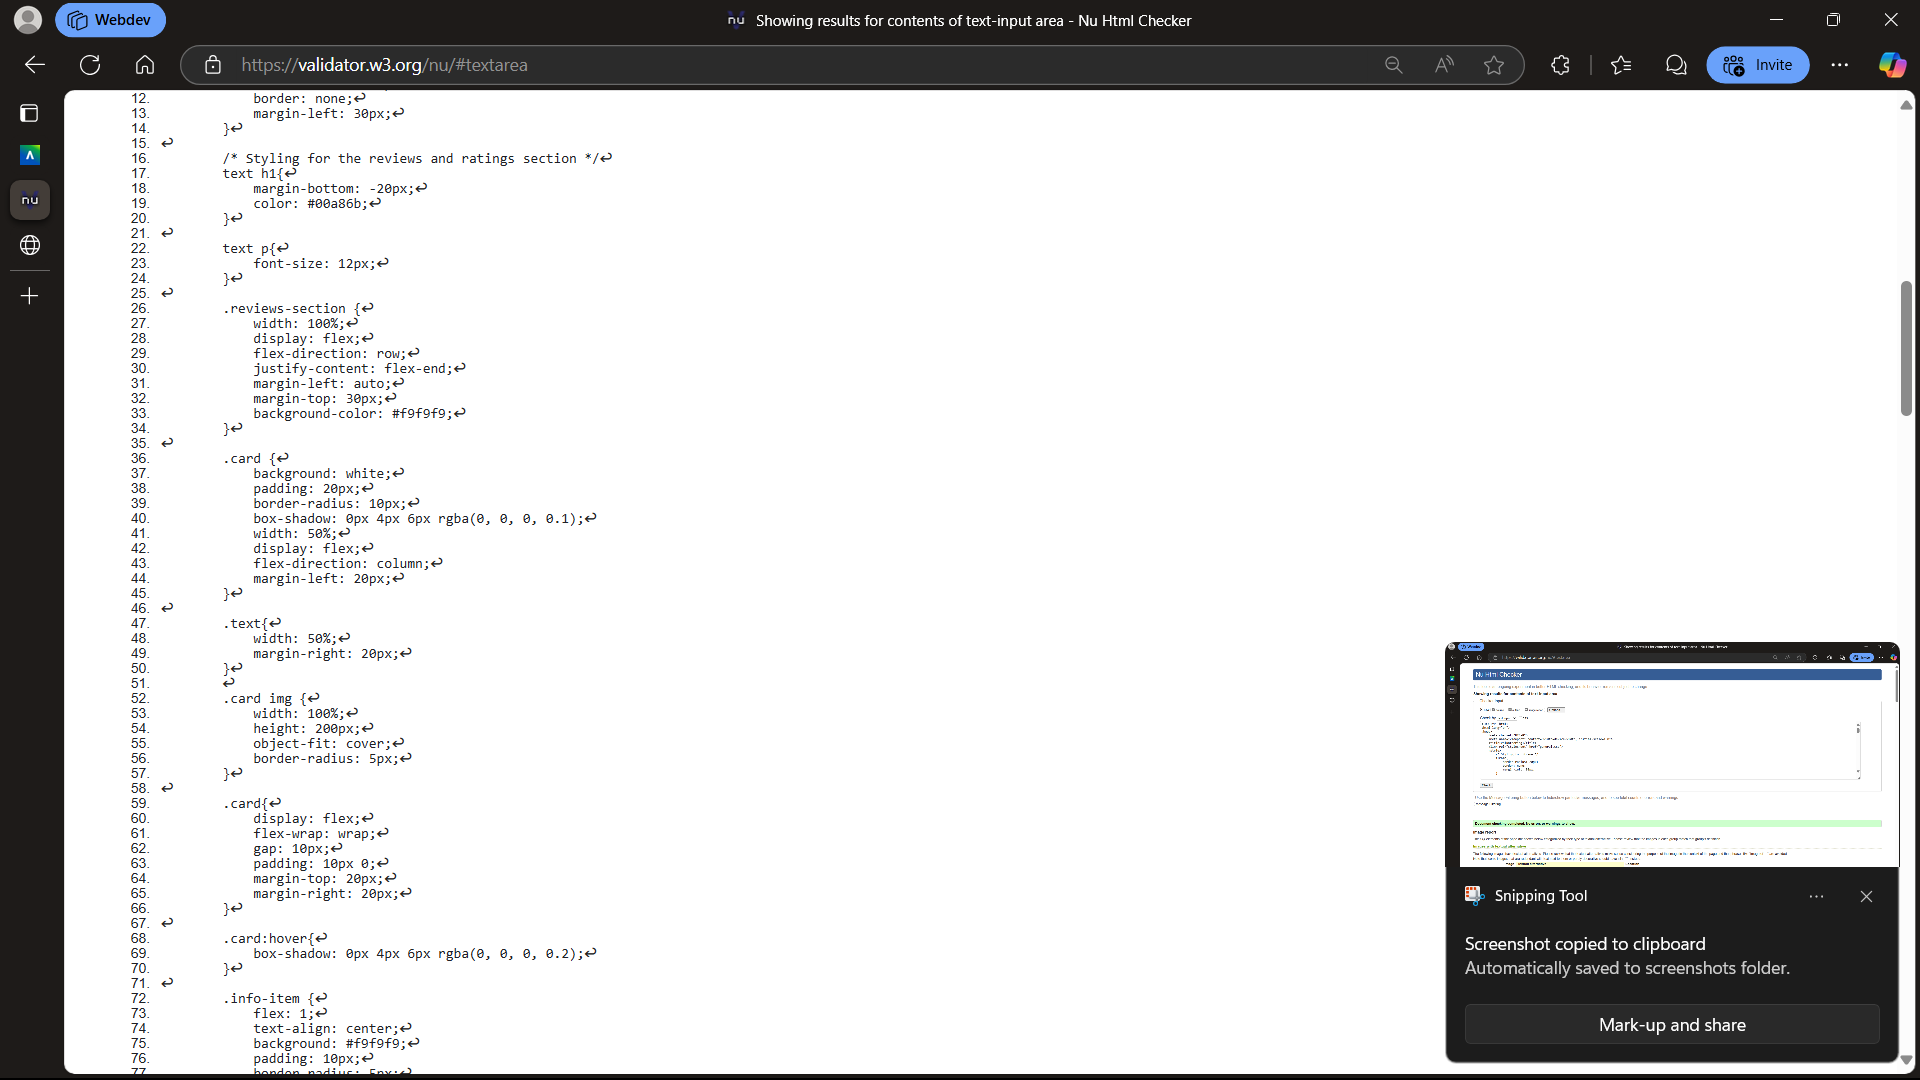 Webdev
nu Showing results for contents of text-input area - Nu Html Checker
https://validator.w3.org/nu/#textarea
Invite
nu
12. border: none;↩
13. margin-left: 30px;↩
14. }↩
15. ↩
16. /* Styling for the reviews and ratings section */↩
17. text h1{↩
18. margin-bottom: -20px;↩
19. color: #00a86b;↩
20. }↩
21. ↩
22. text p{↩
23. font-size: 12px;↩
24. }↩
25. ↩
26. .reviews-section {↩
27. width: 100%;↩
28. display: flex;↩
29. flex-direction: row;↩
30. justify-content: flex-end;↩
31. margin-left: auto;↩
32. margin-top: 30px;↩
33. background-color: #f9f9f9;↩
34. }↩
35. ↩
36. .card {↩
37. background: white;↩
38. padding: 20px;↩
39. border-radius: 10px;↩
40. box-shadow: 0px 4px 6px rgba(0, 0, 0, 0.1);↩
41. width: 50%;↩
42. display: flex;↩
43. flex-direction: column;↩
44. margin-left: 20px;↩
45. }↩
46. ↩
47. .text{↩
48. width: 50%;↩
49. margin-right: 20px;↩
50. }↩
51. ↩
52. .card img {↩
53. width: 100%;↩
54. height: 200px;↩
55. object-fit: cover;↩
56. border-radius: 5px;↩
57. }↩
58. ↩
59. .card{↩
60. display: flex;↩
61. flex-wrap: wrap;↩
62. gap: 10px;↩
63. padding: 10px 0;↩
64. margin-top: 20px;↩
65. margin-right: 20px;↩
66. }↩
67. ↩
68. .card:hover{↩
69. box-shadow: 0px 4px 6px rgba(0, 0, 0, 0.2);↩
70. }↩
71. ↩
72. .info-item {↩
73. flex: 1;↩
74. text-align: center;↩
75. background: #f9f9f9;↩
76. padding: 10px;↩
77. border-radius: 5px;↩
Nu Html Checker
Snipping Tool
Screenshot copied to clipboard
Automatically saved to screenshots folder.
Mark-up and share